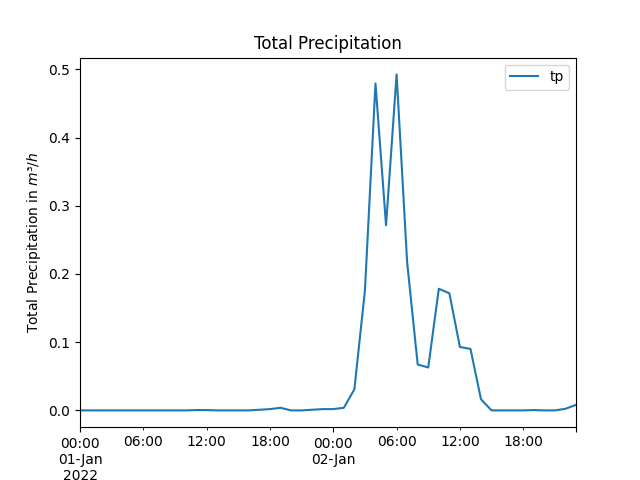 Total Precipitation
tp
Total Precipitation in m³/h
0.5
0.4
0.3
0.2
0.1
0.0
00:00 06:00 12:00 18:00 00:00 06:00 12:00 18:00
01-Jan 02-Jan
2022